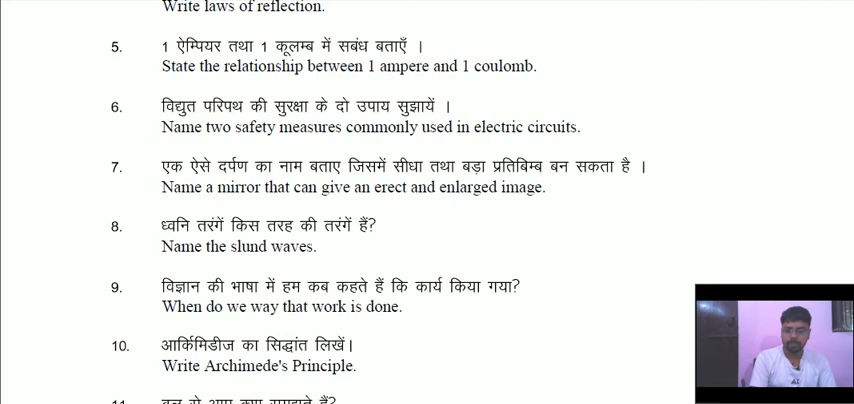 Write laws of reflection.
5. 1 ऐम्पियर तथा 1 कूलम्ब में सबंध बताएँ ।
State the relationship between 1 ampere and 1 coulomb.
6. विद्युत परिपथ की सुरक्षा के दो उपाय सुझायें ।
Name two safety measures commonly used in electric circuits.
7. एक ऐसे दर्पण का नाम बताए जिसमें सीधा तथा बड़ा प्रतिबिम्ब बन सकता है ।
Name a mirror that can give an erect and enlarged image.
8. ध्वनि तरंगें किस तरह की तरंगें हैं?
Name the slund waves.
9. विज्ञान की भाषा में हम कब कहते हैं कि कार्य किया गया?
When do we way that work is done.
10. आर्किमिडीज का सिद्धांत लिखें।
Write Archimede's Principle.
11. बल से आप क्या समझते हैं?